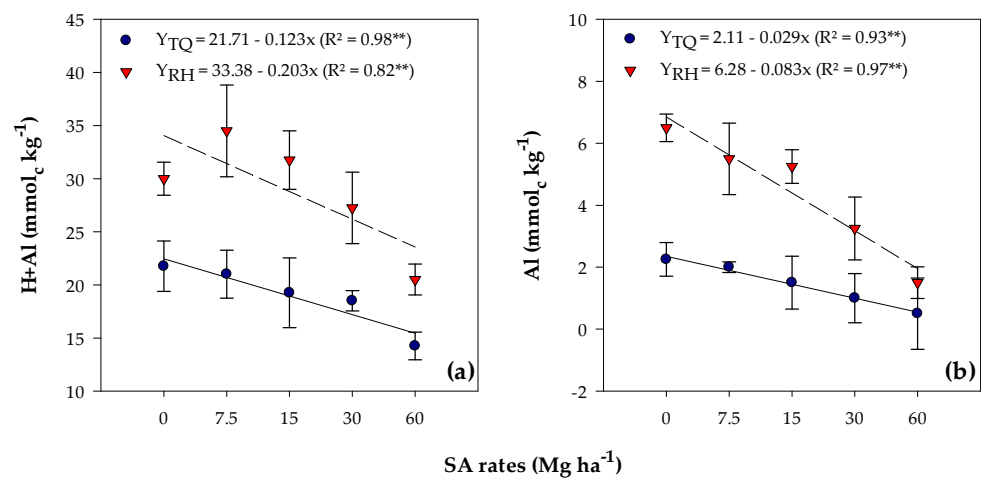 Y_TQ = 21.71 - 0.123x (R² = 0.98**)
Y_RH = 33.38 - 0.203x (R² = 0.82**)
H+Al (mmol_c kg⁻¹)
45
40
35
30
25
20
15
10
0 7.5 15 30 60
(a)
Y_TQ = 2.11 - 0.029x (R² = 0.93**)
Y_RH = 6.28 - 0.083x (R² = 0.97**)
Al (mmol_c kg⁻¹)
10
8
6
4
2
0
-2
0 7.5 15 30 60
(b)
SA rates (Mg ha⁻¹)